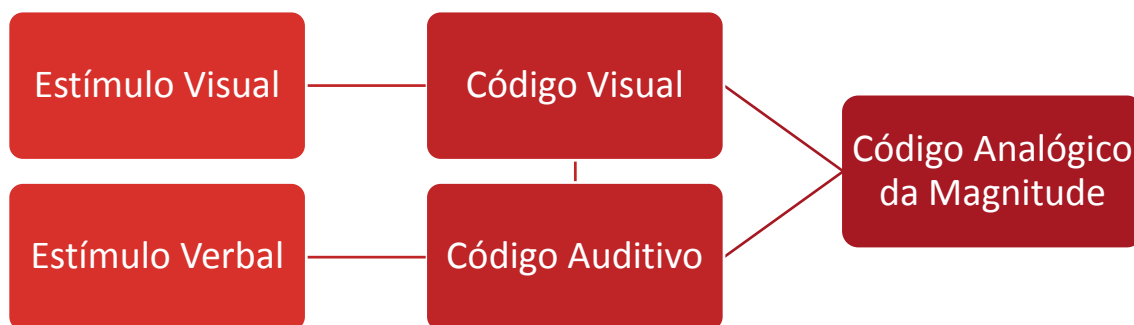 Estímulo Visual
Código Visual
Código Analógico
da Magnitude
Estímulo Verbal
Código Auditivo